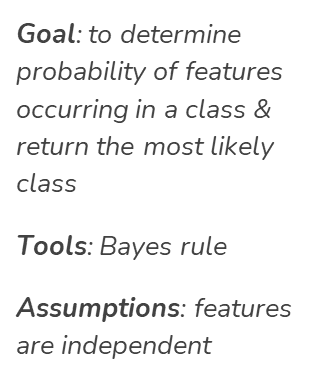 Goal: to determine
probability of features
occurring in a class &
return the most likely
class
Tools: Bayes rule
Assumptions: features
are independent